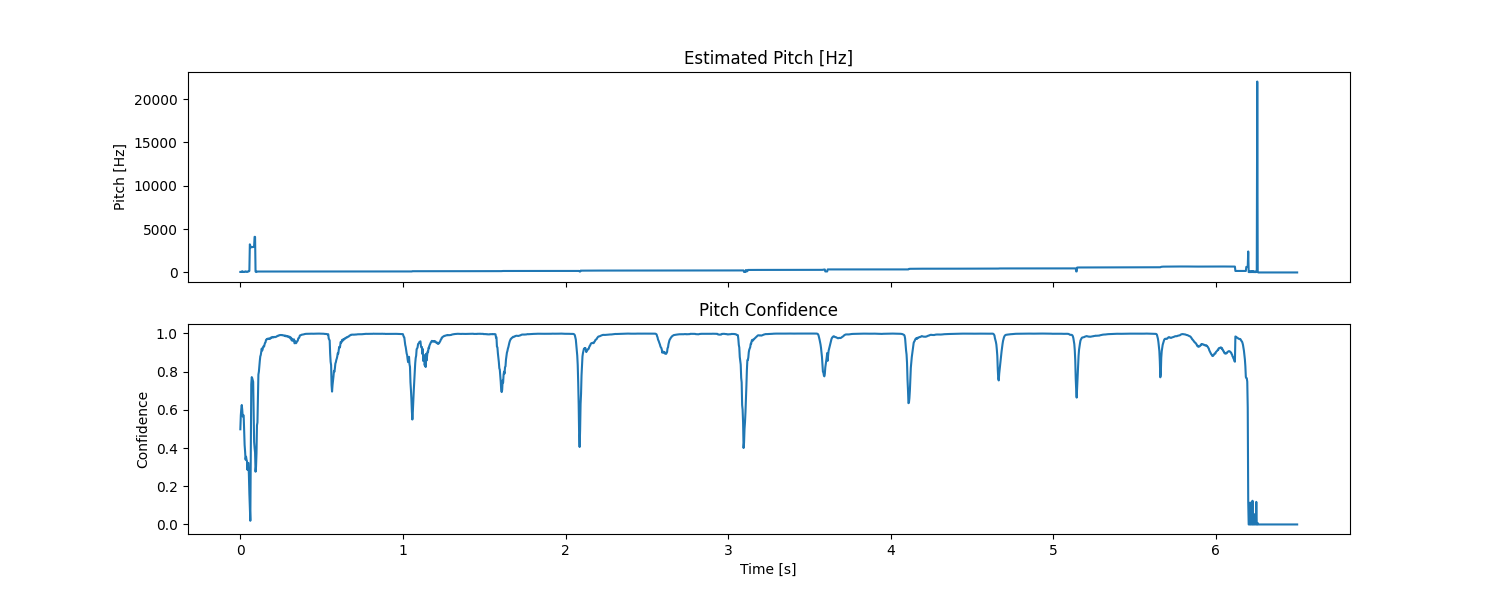 Estimated Pitch [Hz]
20000
15000
10000
5000
0
Pitch [Hz]
Pitch Confidence
1.0
0.8
0.6
0.4
0.2
0.0
Confidence
0 1 2 3 4 5 6
Time [s]